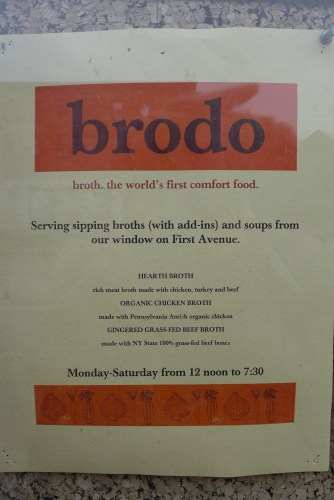 brodo
broth. the world's first comfort food.
Serving sipping broths (with add-ins) and soups from
our window on First Avenue.
HEARTH BROTH
rich meat broth made with chicken, turkey and beef
ORGANIC CHICKEN BROTH
made with Pennsylvania Amish organic chicken
GINGERED GRASS-FED BEEF BROTH
made with NY State 100% grass-fed beef bones
Monday-Saturday from 12 noon to 7:30